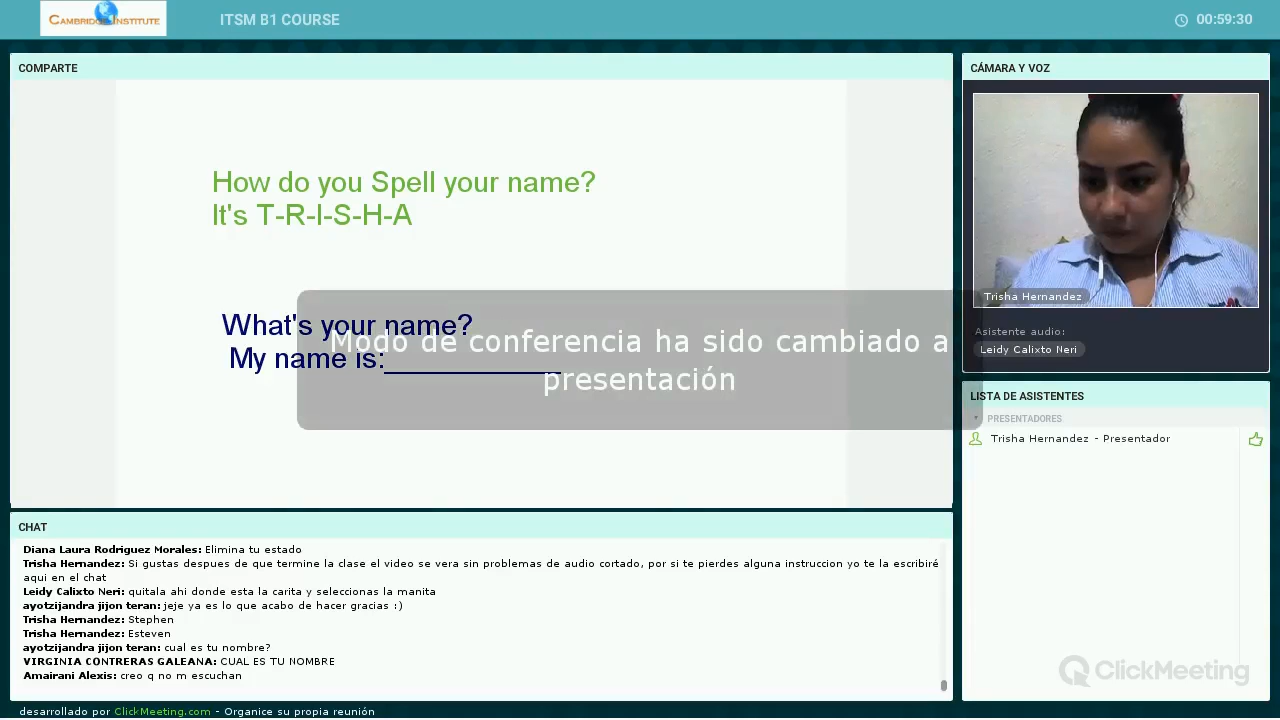 CAMBRIDGE INSTITUTE
ITSM B1 COURSE
00:59:30
COMPARTE
How do you Spell your name?
It's T-R-I-S-H-A
What's your name?
My name is:____________
Modo de conferencia ha sido cambiado a
presentación
CÁMARA Y VOZ
Trisha Hernandez
Asistente audio:
Leidy Calixto Neri
LISTA DE ASISTENTES
PRESENTADORES
Trisha Hernandez - Presentador
CHAT
Diana Laura Rodriguez Morales: Elimina tu estado
Trisha Hernandez: Si gustas despues de que termine la clase el video se vera sin problemas de audio cortado, por si te pierdes alguna instruccion yo te la escribiré
aqui en el chat
Leidy Calixto Neri: quitala ahi donde esta la carita y seleccionas la manita
ayotzijandra jijon teran: jeje ya es lo que acabo de hacer gracias :)
Trisha Hernandez: Stephen
Trisha Hernandez: Esteven
ayotzijandra jijon teran: cual es tu nombre?
VIRGINIA CONTRERAS GALEANA: CUAL ES TU NOMBRE
Amairani Alexis: creo q no m escuchan
ClickMeeting
desarrollado por ClickMeeting.com - Organice su propia reunión